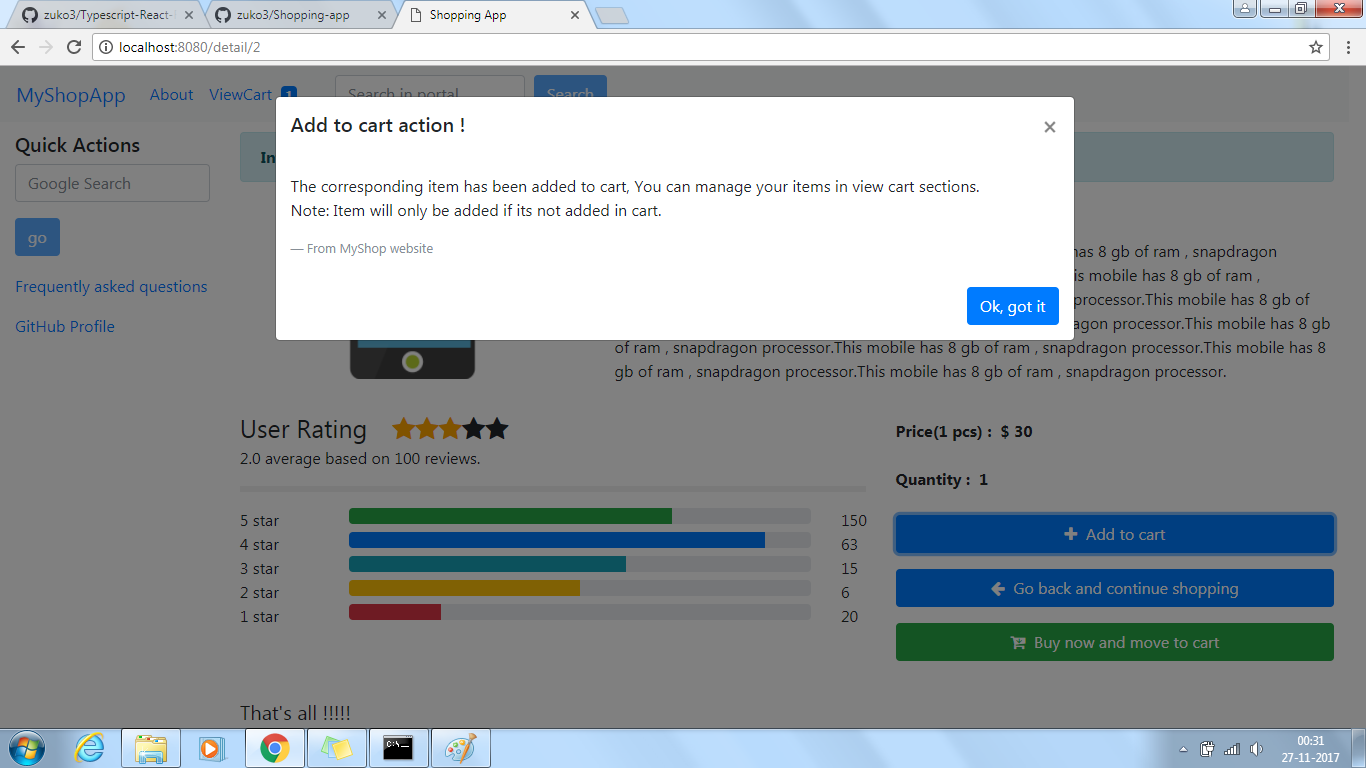 zuko3/Typescript-React-
zuko3/Shopping-app
Shopping App
localhost:8080/detail/2
MyShopApp About ViewCart 1 Search in portal Search
Add to cart action !
×
Quick Actions
In
Google Search
The corresponding item has been added to cart, You can manage your items in view cart sections.
Note: Item will only be added if its not added in cart.
go
— From MyShop website
has 8 gb of ram , snapdragon
mobile has 8 gb of ram ,
Frequently asked questions
processor.This mobile has 8 gb of
Ok, got it
GitHub Profile
processor.This mobile has 8 gb
of ram , snapdragon processor.This mobile has 8 gb of ram , snapdragon processor.This mobile has 8
gb of ram , snapdragon processor.This mobile has 8 gb of ram , snapdragon processor.
User Rating
2.0 average based on 100 reviews.
5 star 150
4 star 63
3 star 15
2 star 6
1 star 20
Price(1 pcs) : $ 30
Quantity : 1
Add to cart
Go back and continue shopping
Buy now and move to cart
That's all !!!!!
C:\
00:31
27-11-2017